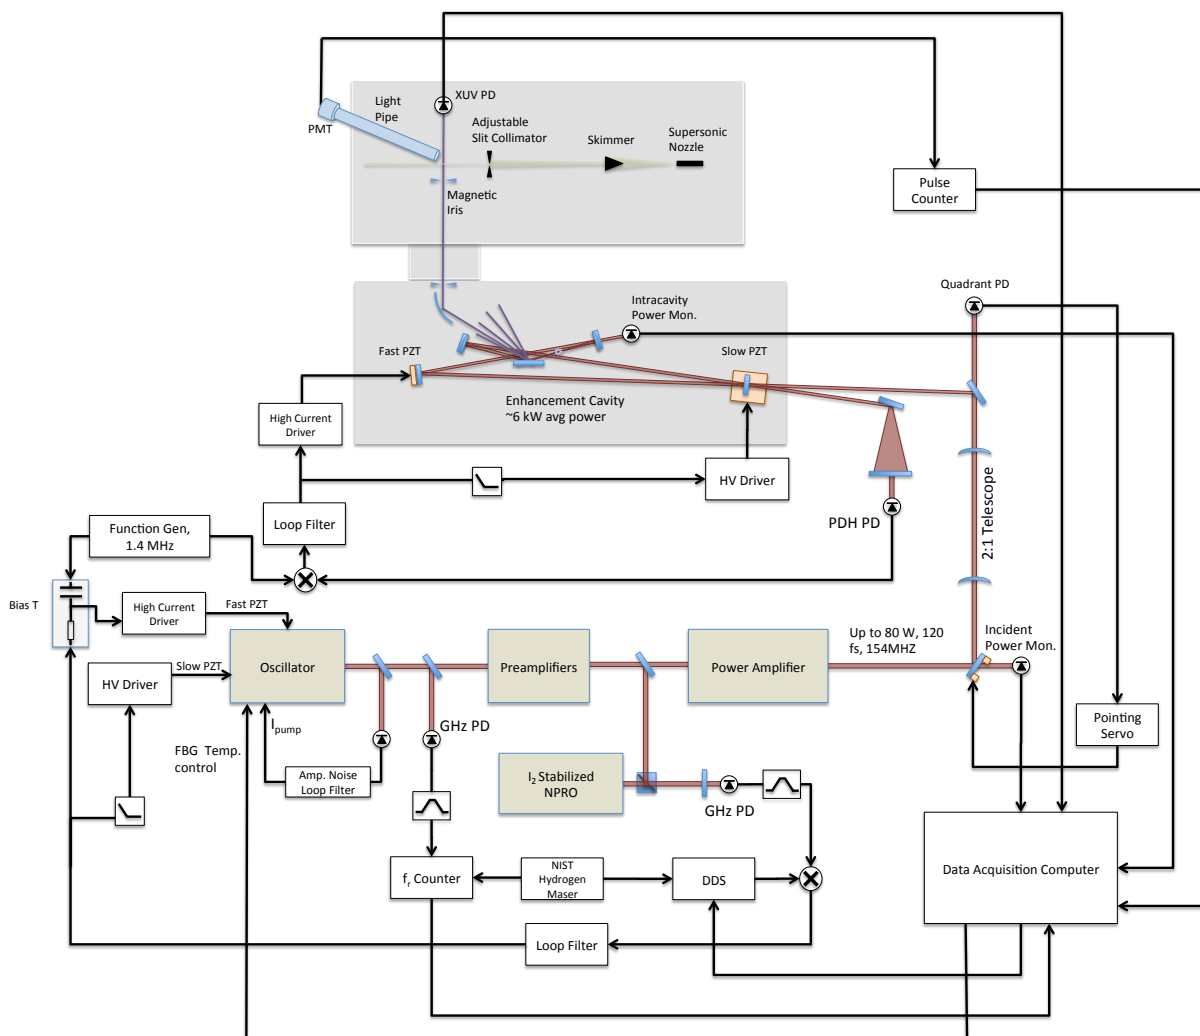 XUV PD
Light
Pipe
PMT
Adjustable
Slit Collimator
Skimmer
Supersonic
Nozzle
Pulse
Counter
Magnetic
Iris
Quadrant PD
Intracavity
Power Mon.
Fast PZT
Slow PZT
Enhancement Cavity
~6 kW avg power
High Current
Driver
HV Driver
Loop Filter
PDH PD
2:1 Telescope
Function Gen,
1.4 MHz
Bias T
High Current
Driver
Fast PZT
Oscillator
Preamplifiers
Power Amplifier
Up to 80 W, 120
fs, 154MHZ
Incident
Power Mon.
HV Driver
Slow PZT
Pointing
Servo
I_pump
GHz PD
FBG Temp.
control
Amp. Noise
Loop Filter
I₂ Stabilized
NPRO
GHz PD
f_r Counter
NIST
Hydrogen
Maser
DDS
Data Acquisition Computer
Loop Filter